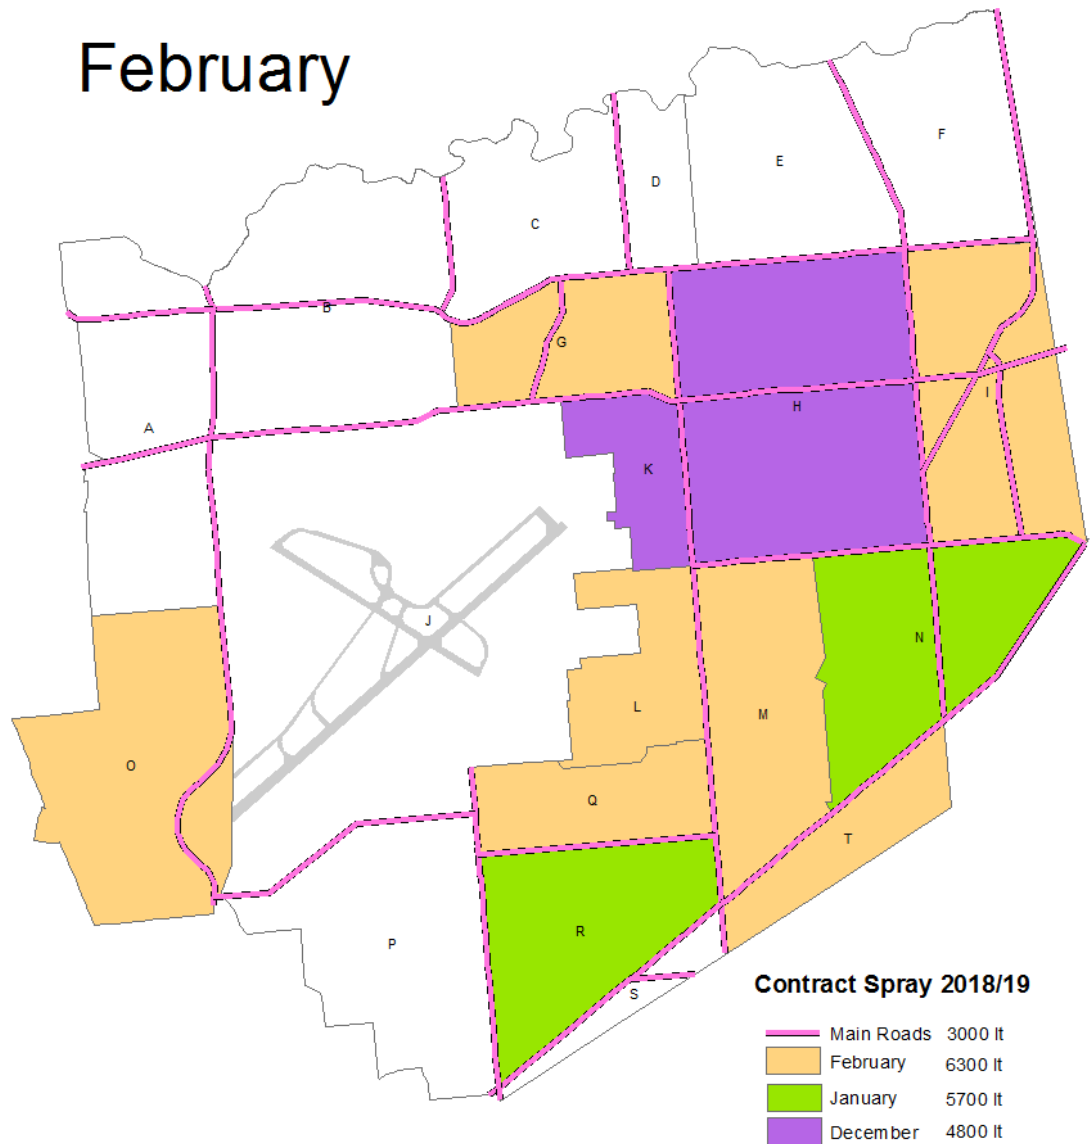 February
F
E
D
C
B
G
H
I
A
K
J
N
L
M
O
Q
T
R
P
S
Contract Spray 2018/19
Main Roads 3000 lt
February 6300 lt
January 5700 lt
December 4800 lt